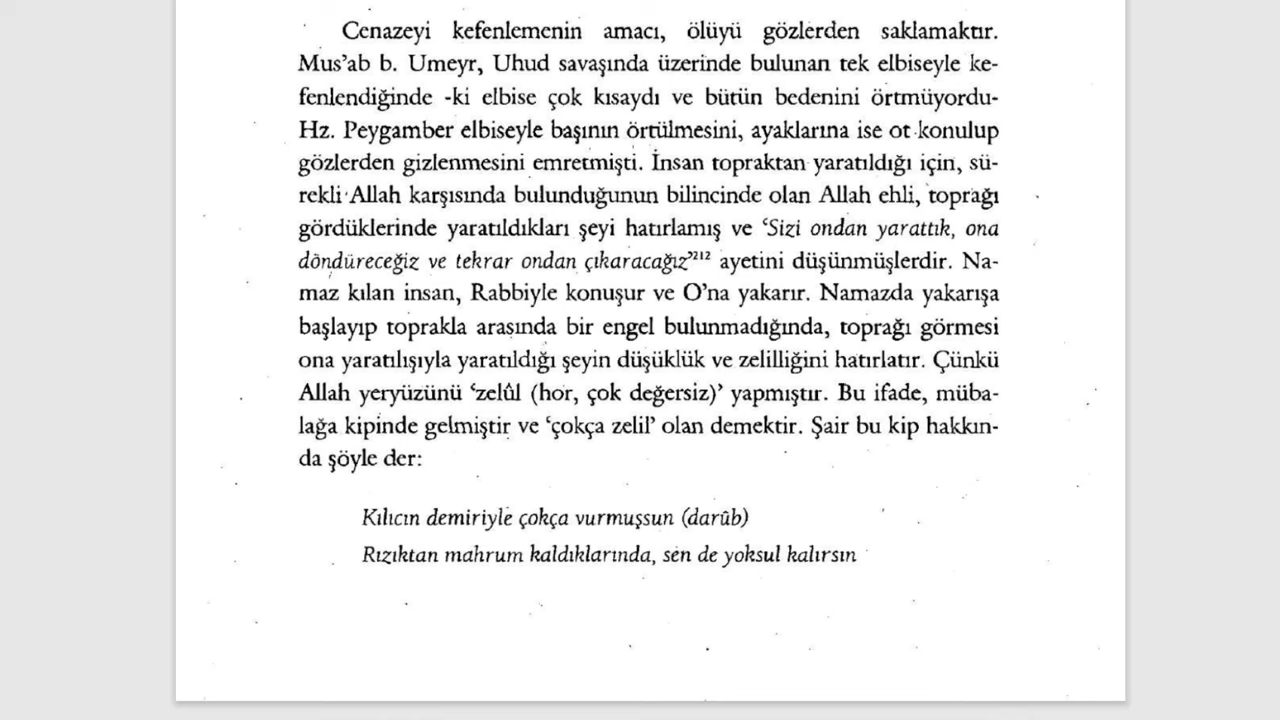 Cenazeyi kefenlemenin amacı, ölüyü gözlerden saklamaktır.
Mus’ab b. Umeyr, Uhud savaşında üzerinde bulunan tek elbiseyle ke-
fenlendiğinde -ki elbise çok kısaydı ve bütün bedenini örtmüyordu-
Hz. Peygamber elbiseyle başının örtülmesini, ayaklarına ise ot konulup
gözlerden gizlenmesini emretmişti. İnsan topraktan yaratıldığı için, sü-
rekli Allah karşısında bulunduğunun bilincinde olan Allah ehli, toprağı
gördüklerinde yaratıldıkları şeyi hatırlamış ve ‘Sizi ondan yarattık, ona
döndüreceğiz ve tekrar ondan çıkaracağız’²¹² ayetini düşünmüşlerdir. Na-
maz kılan insan, Rabbiyle konuşur ve O’na yakarır. Namazda yakarışa
başlayıp toprakla arasında bir engel bulunmadığında, toprağı görmesi
ona yaratılışıyla yaratıldığı şeyin düşüklük ve zelilliğini hatırlatır. Çünkü
Allah yeryüzünü ‘zelûl (hor, çok değersiz)’ yapmıştır. Bu ifade, müba-
lağa kipinde gelmiştir ve ‘çokça zelil’ olan demektir. Şair bu kip hakkın-
da şöyle der:
Kılıcın demiriyle çokça vurmuşsun (darûb)
Rızıktan mahrum kaldıklarında, sen de yoksul kalırsın